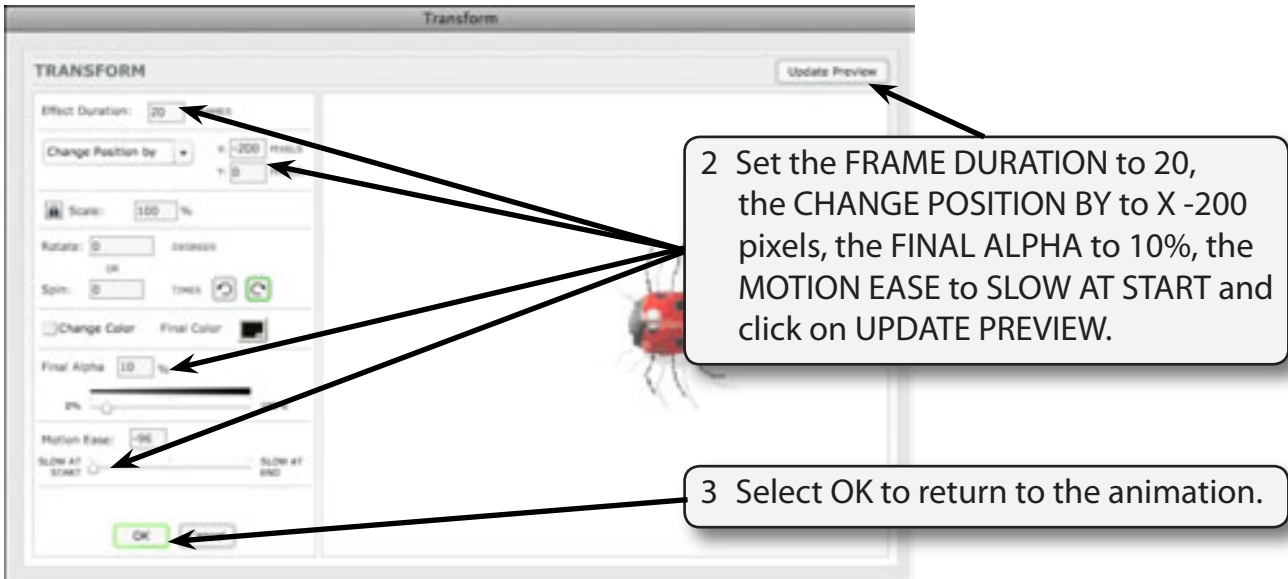 Transform
TRANSFORM
Update Preview
Effect Duration: 20
Change Position by X: -200 PIXELS
Y: 0
Scale: 100 %
Rotate: 0 DEGREES
OR
Spin: 0 TIMES
Change Color Final Color
Final Alpha 10 %
0%
Motion Ease: -96
SLOW AT START SLOW AT END
OK
2 Set the FRAME DURATION to 20,
the CHANGE POSITION BY to X -200
pixels, the FINAL ALPHA to 10%, the
MOTION EASE to SLOW AT START and
click on UPDATE PREVIEW.
3 Select OK to return to the animation.